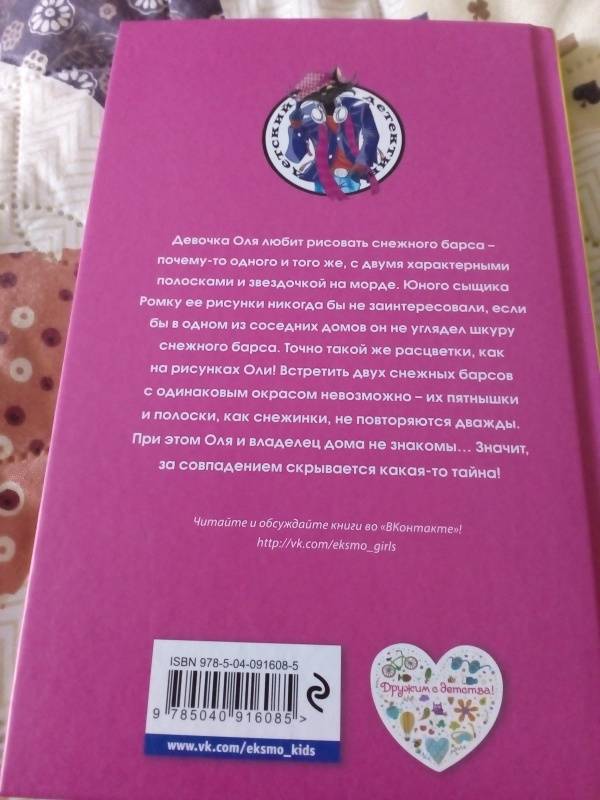 Детский детектив
Девочка Оля любит рисовать снежного барса –
почему-то одного и того же, с двумя характерными
полосками и звездочкой на морде. Юного сыщика
Ромку ее рисунки никогда бы не заинтересовали, если
бы в одном из соседних домов он не углядел шкуру
снежного барса. Точно такой же расцветки, как
на рисунках Оли! Встретить двух снежных барсов
с одинаковым окрасом невозможно – их пятнышки
и полоски, как снежинки, не повторяются дважды.
При этом Оля и владелец дома не знакомы... Значит,
за совпадением скрывается какая-то тайна!
Читайте и обсуждайте книги во «ВКонтакте»!
http://vk.com/eksmo_girls
ISBN 978-5-04-091608-5
9 785040 916085 >
www.vk.com/eksmo_kids
Дружим с детства!